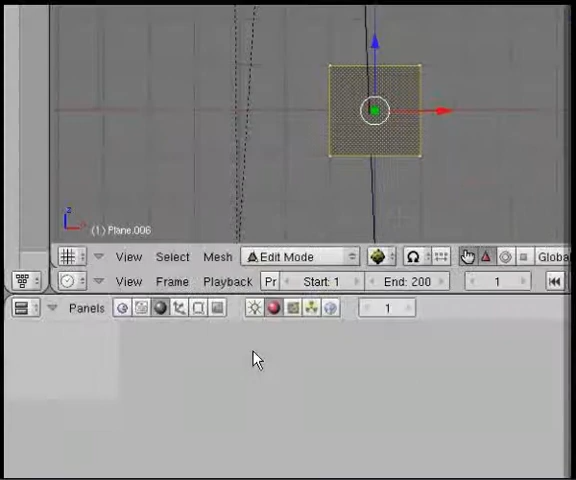 z
(1) Plane.006
View Select Mesh Edit Mode Globa
View Frame Playback Pr Start: 1 End: 200 1
Panels 1